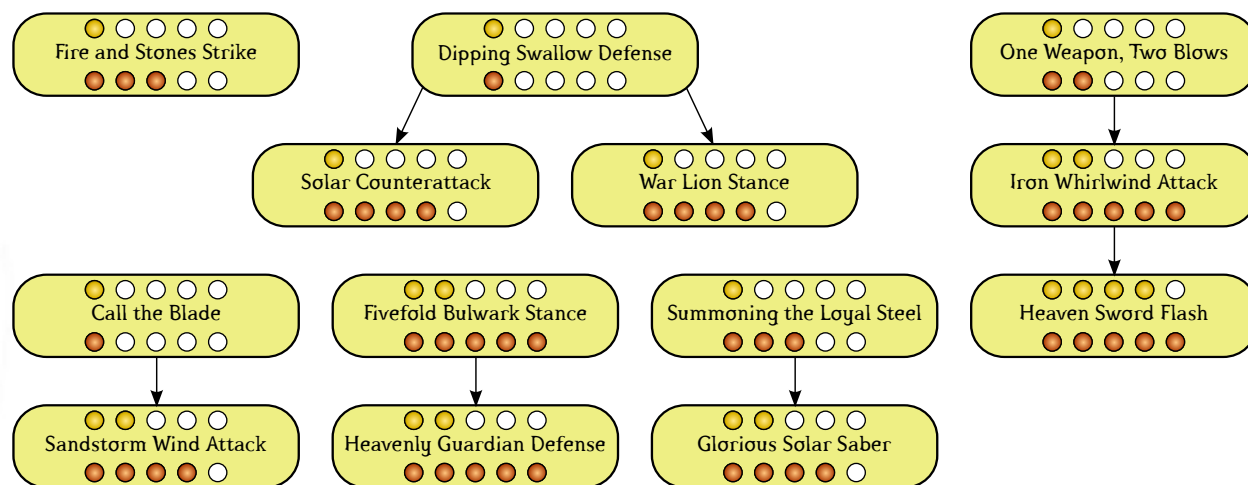 Fire and Stones Strike
Dipping Swallow Defense
One Weapon, Two Blows
Solar Counterattack
War Lion Stance
Iron Whirlwind Attack
Call the Blade
Fivefold Bulwark Stance
Summoning the Loyal Steel
Heaven Sword Flash
Sandstorm Wind Attack
Heavenly Guardian Defense
Glorious Solar Saber